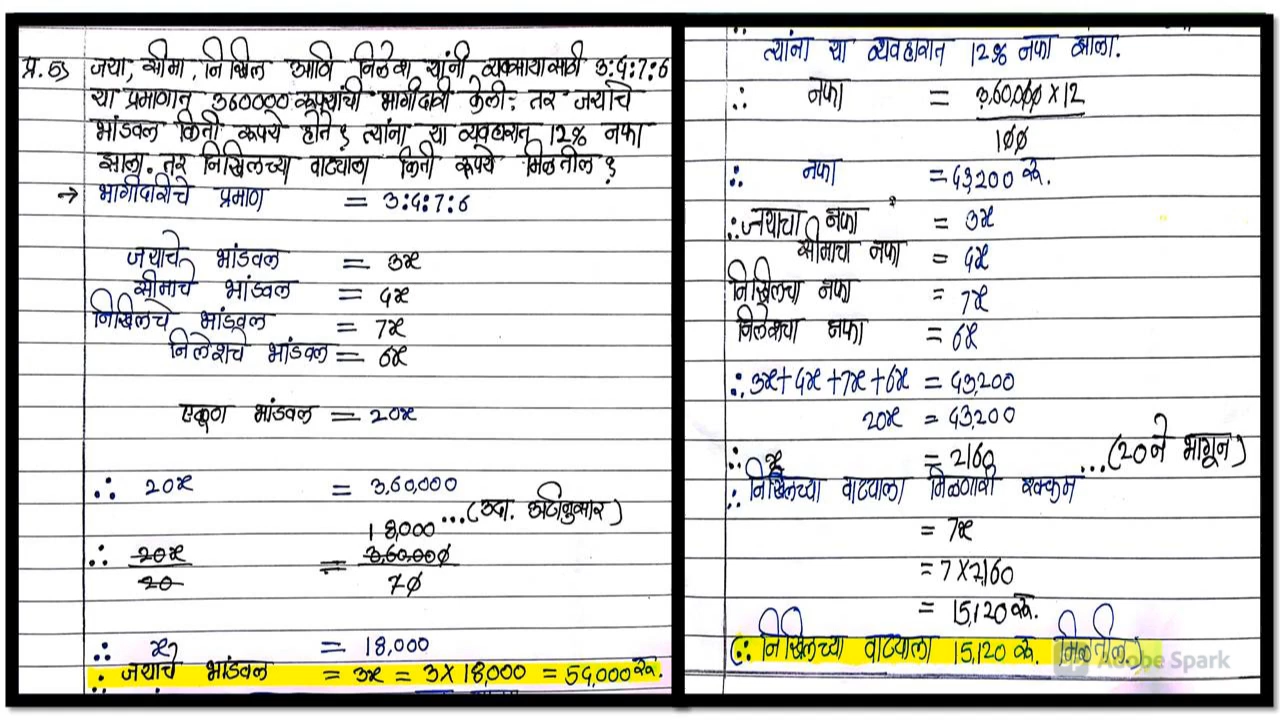 प्र.5) जया, सीमा, निखिल आणि निलेश यांनी व्यवसायासाठी 3:4:7:6
या प्रमाणात 360000 रूपयांची भागीदारी केली; तर जयाचे
भांडवल किती रूपये होते ? त्यांना या व्यवहारात 12% नफा
झाला. तर निखिलच्या वाट्याला किती रूपये मिळतील ?
→ भागीदारीचे प्रमाण = 3:4:7:6
जयाचे भांडवल = 3x
सीमाचे भांडवल = 4x
निखिलचे भांडवल = 7x
निलेशचे भांडवल = 6x
एकूण भांडवल = 20x
∴ 20x = 3,60,000
...(उदा. अटीनुसार)
18,000
∴ 20x = 3,60,000
20 20
∴ x = 18,000
∴ जयाचे भांडवल = 3x = 3 X 18,000 = 54,000 रू.
त्यांना या व्यवहारात 12% नफा झाला.
∴ नफा = 3,60,000 X 12
100
∴ नफा = 43,200 रू.
∴ जयाचा नफा = 3x
सीमाचा नफा = 4x
निखिलचा नफा = 7x
निलेशचा नफा = 6x
∴ 3x + 4x + 7x + 6x = 43,200
20x = 43,200
∴ x = 2160 ...(20 ने भागून)
∴ निखिलच्या वाट्याला मिळणारी रक्कम
= 7x
= 7 X 2,160
= 15,120 रू.
(∴ निखिलच्या वाट्याला 15,120 रू. मिळतील.)
Adobe Spark